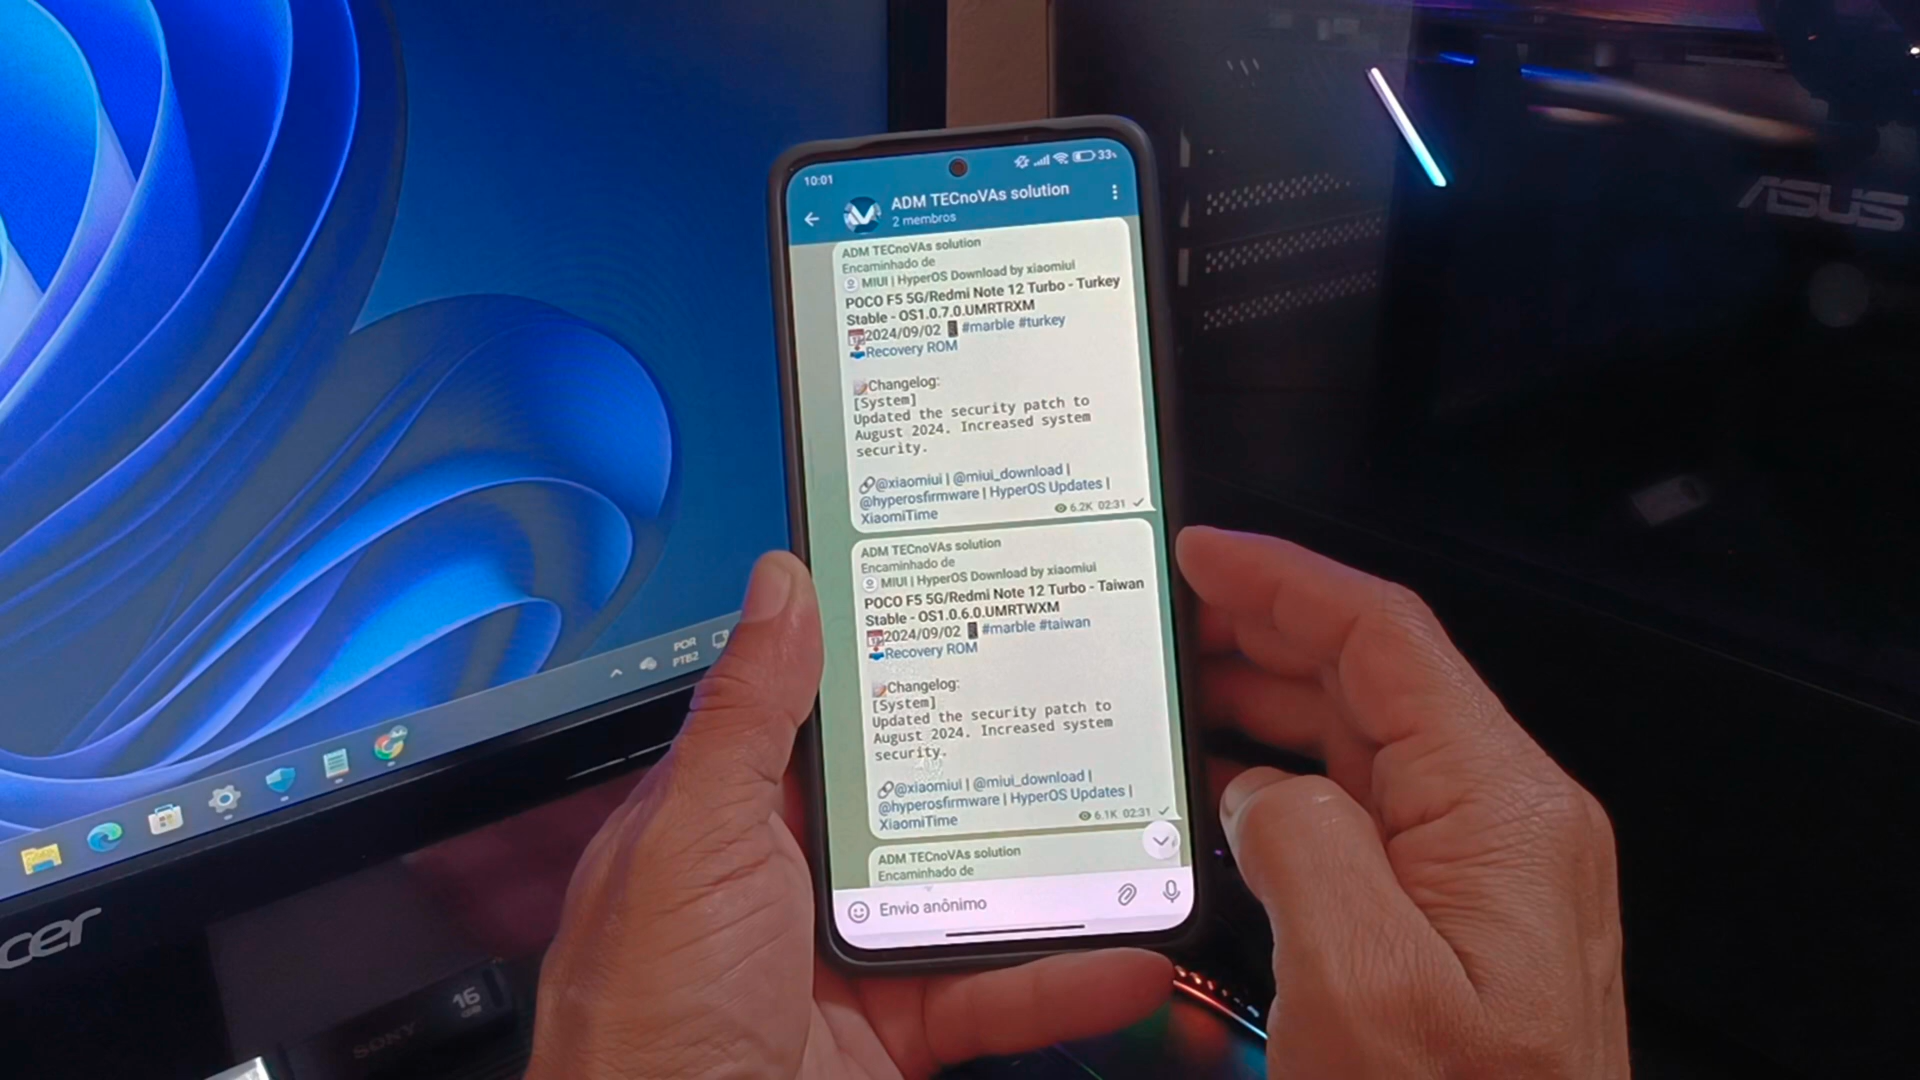 10:01
33%
ADM TECnoVAs solution
2 membros
ADM TECnoVAs solution
Encaminhado de
MIUI | HyperOS Download by xiaomiui
POCO F5 5G/Redmi Note 12 Turbo - Turkey
Stable - OS1.0.7.0.UMRTRXM
2024/09/02 #marble #turkey
Recovery ROM
Changelog:
[System]
Updated the security patch to
August 2024. Increased system
security.
@xiaomiui | @miui_download |
@hyperosfirmware | HyperOS Updates |
XiaomiTime
6.2K 02:31
ADM TECnoVAs solution
Encaminhado de
MIUI | HyperOS Download by xiaomiui
POCO F5 5G/Redmi Note 12 Turbo - Taiwan
Stable - OS1.0.6.0.UMRTWXM
2024/09/02 #marble #taiwan
Recovery ROM
Changelog:
[System]
Updated the security patch to
August 2024. Increased system
security.
@xiaomiui | @miui_download |
@hyperosfirmware | HyperOS Updates |
XiaomiTime
6.1K 02:31
ADM TECnoVAs solution
Encaminhado de
Envio anônimo
POR
PTB2
cer
SONY
16
GB
ASUS